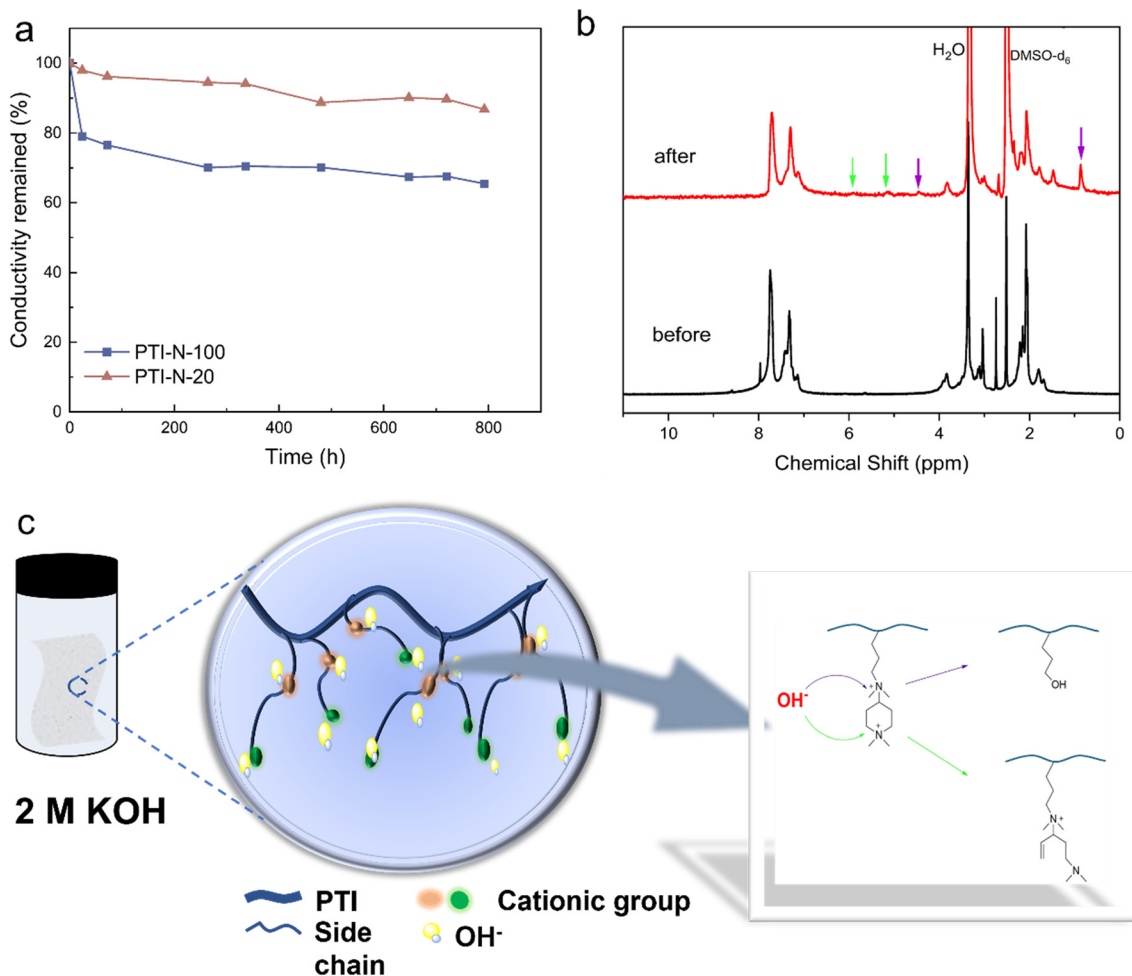 a
Conductivity remained (%)
100
80
60
40
20
0
PTI-N-100
PTI-N-20
0
200
400
600
800
Time (h)
b
H₂O
DMSO-d₆
after
before
10
8
6
4
2
0
Chemical Shift (ppm)
c
2 M KOH
PTI
Side
chain
Cationic group
OH⁻
OH⁻
N⁺
N⁺
OH
N⁺
N